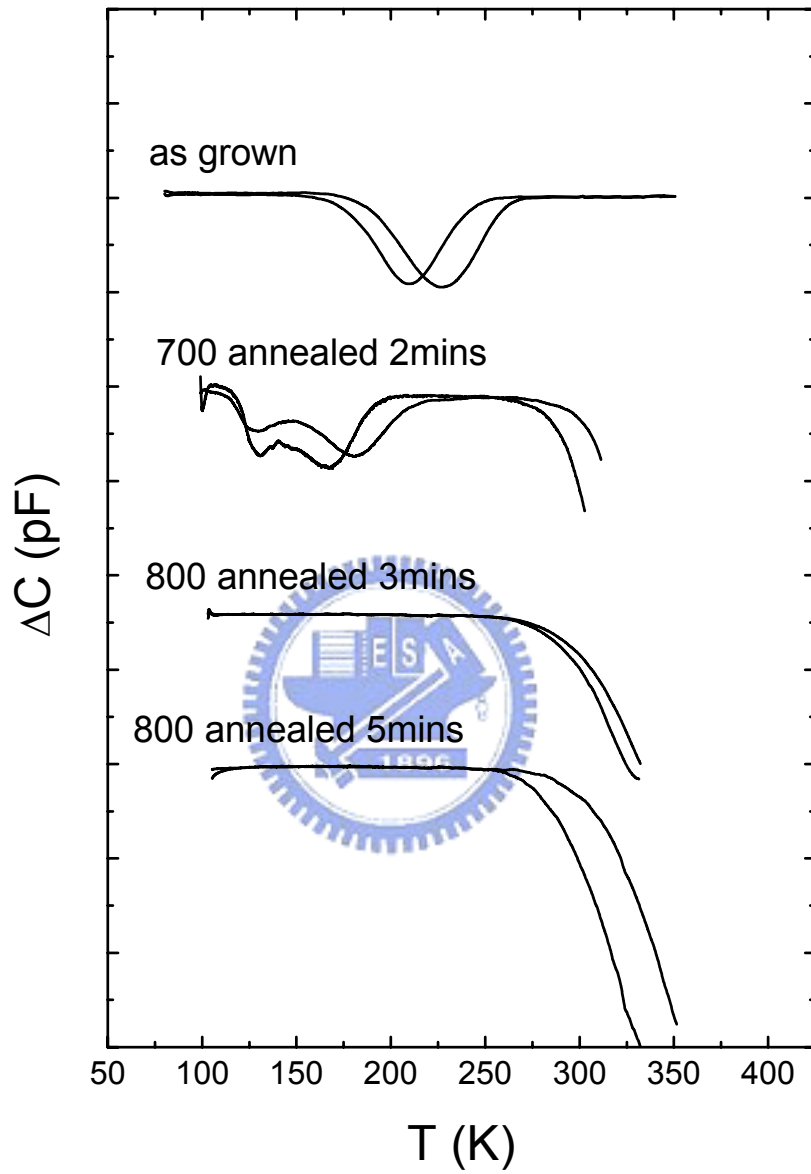 as grown
700 annealed 2mins
800 annealed 3mins
800 annealed 5mins
ΔC (pF)
E S A
1896
50 100 150 200 250 300 350 400
T (K)